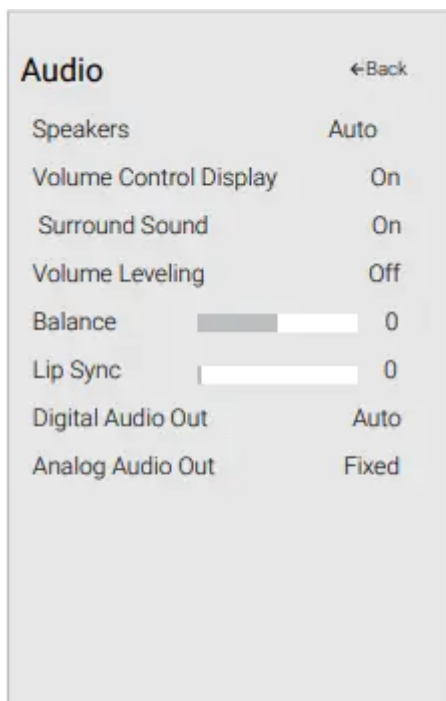 Audio ←Back
Speakers Auto
Volume Control Display On
Surround Sound On
Volume Leveling Off
Balance 0
Lip Sync 0
Digital Audio Out Auto
Analog Audio Out Fixed